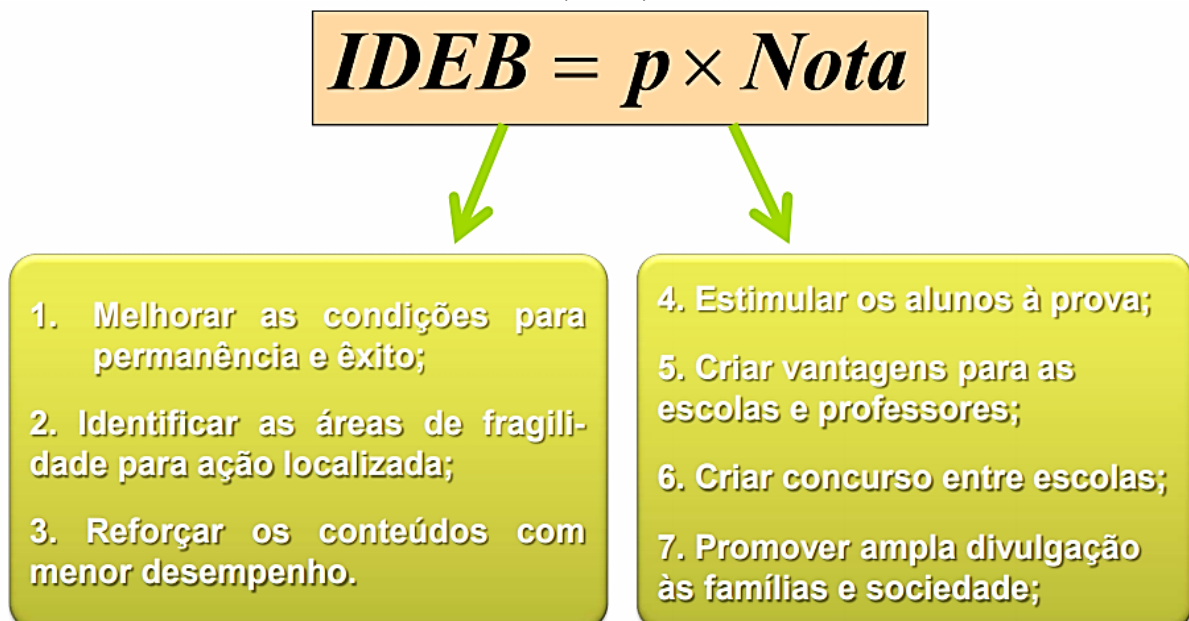 IDEB = p × Nota
1. Melhorar as condições para
permanência e êxito;
2. Identificar as áreas de fragili-
dade para ação localizada;
3. Reforçar os conteúdos com
menor desempenho.
4. Estimular os alunos à prova;
5. Criar vantagens para as
escolas e professores;
6. Criar concurso entre escolas;
7. Promover ampla divulgação
às famílias e sociedade;